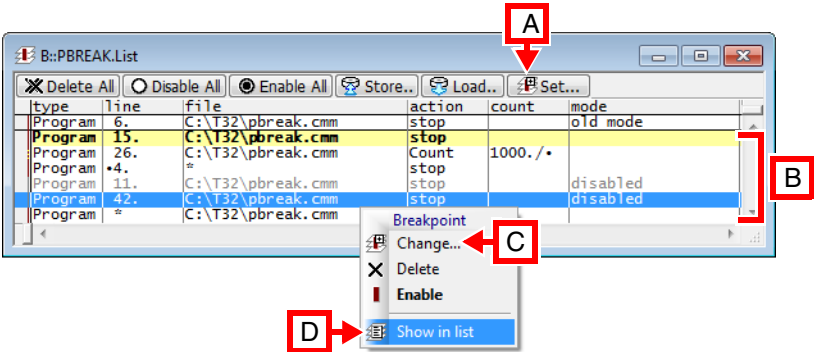 A
B::PBREAK.List
Delete All Disable All Enable All Store.. Load.. Set...
type line file action count mode
Program 6. C:\T32\pbreak.cmm stop old mode
Program 15. C:\T32\pbreak.cmm stop
Program 26. C:\T32\pbreak.cmm Count 1000./•
Program •4. * stop
Program 11. C:\T32\pbreak.cmm stop disabled
Program 42. C:\T32\pbreak.cmm stop disabled
Program * C:\T32\pbreak.cmm stop
B
Breakpoint
Change... C
Delete
Enable
D Show in list